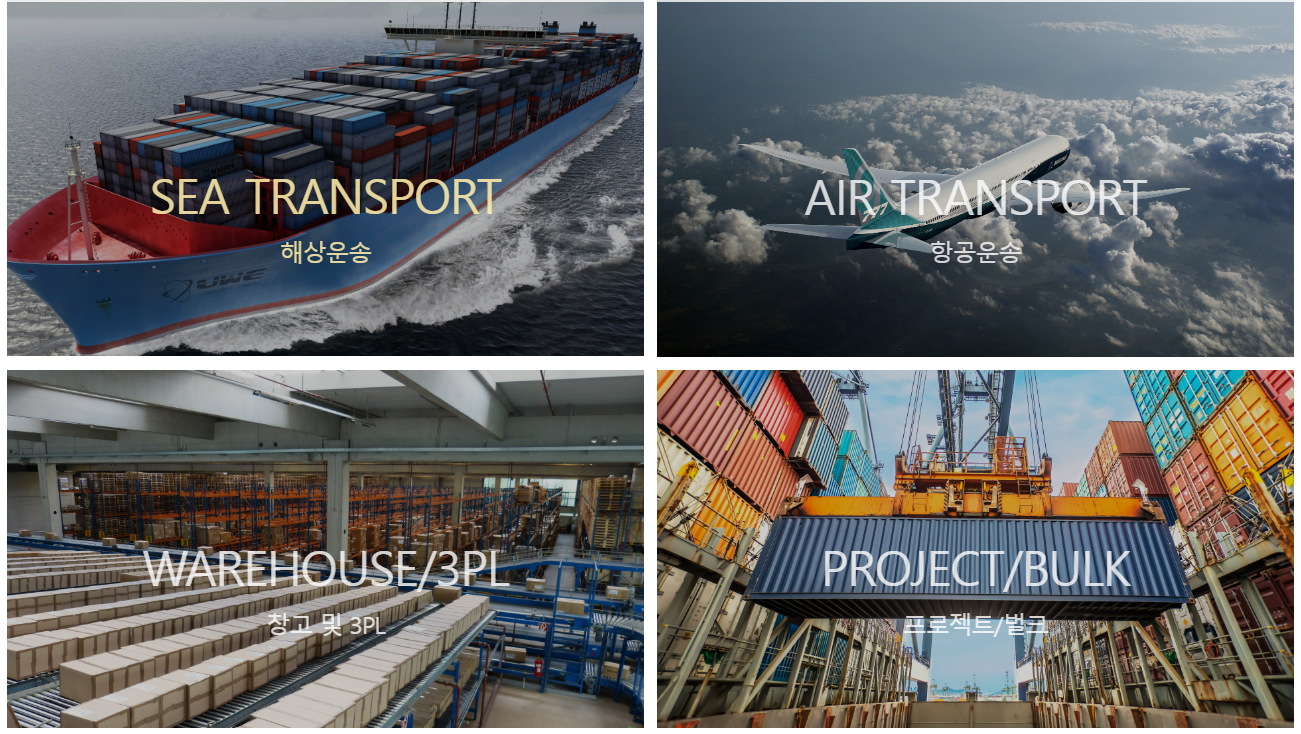 SEA TRANSPORT
해상운송
UWE
AIR TRANSPORT
항공운송
WAREHOUSE/3PL
창고 및 3PL
PROJECT/BULK
프로젝트/벌크